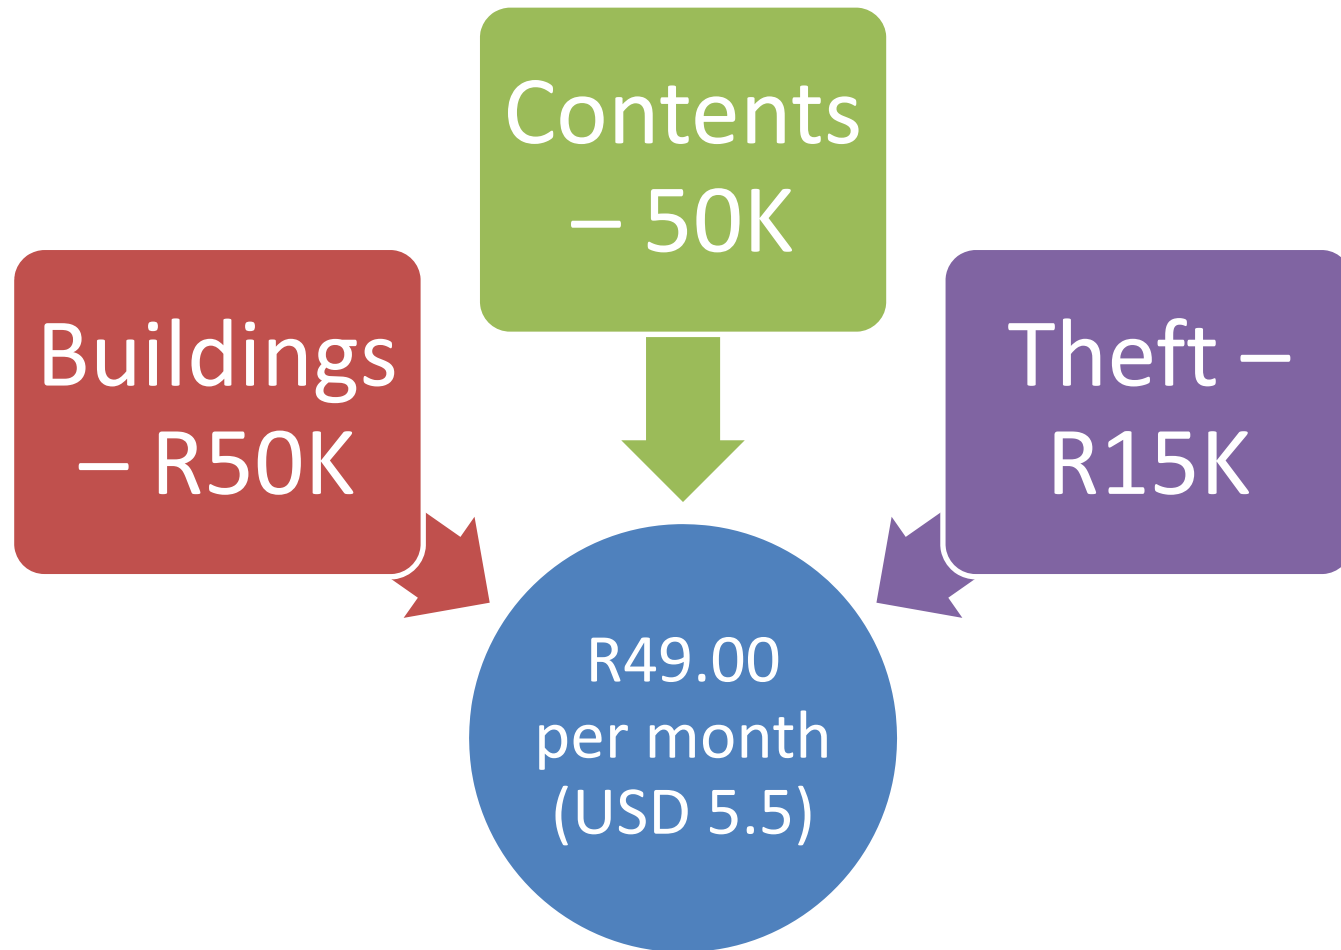 Contents
– 50K
Buildings
– R50K
Theft –
R15K
R49.00
per month
(USD 5.5)